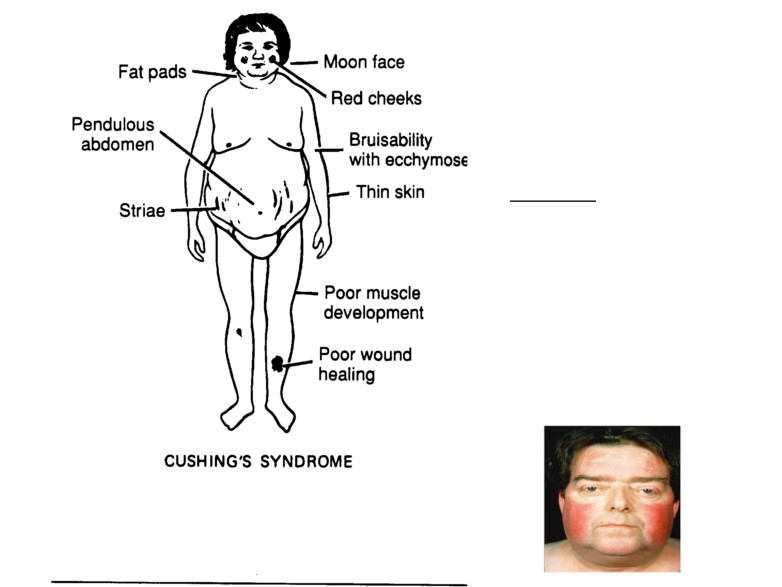 Moon face
Fat pads
Red cheeks
Pendulous
abdomen
Bruisability
with ecchymose
Thin skin
Striae
Poor muscle
development
Poor wound
healing
CUSHING'S SYNDROME